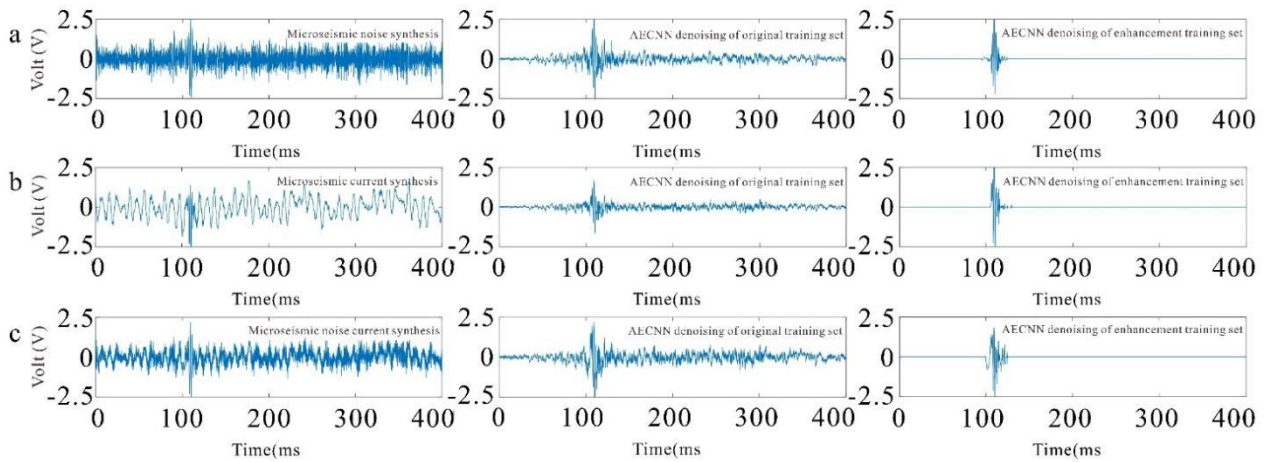 a
Volt (V)
2.5
0
-2.5
Microseismic noise synthesis
0 100 200 300 400
Time(ms
2.5
0
-2.5
AECNN denoising of original training set
0 100 200 300 400
Time(ms
2.5
0
-2.5
AECNN denoising of enhancement training set
0 100 200 300 400
Time(ms
b
Volt (V)
2.5
0
-2.5
Microseismic current synthesis
0 100 200 300 400
Time(ms
2.5
0
-2.5
AECNN denoising of original training set
0 100 200 300 400
Time(ms
2.5
0
-2.5
AECNN denoising of enhancement training set
0 100 200 300 400
Time(ms
c
Volt (V)
2.5
0
-2.5
Microseismic noise current synthesis
0 100 200 300 400
Time(ms
2.5
0
-2.5
AECNN denoising of original training set
0 100 200 300 400
Time(ms
2.5
0
-2.5
AECNN denoising of enhancement training set
0 100 200 300 400
Time(ms